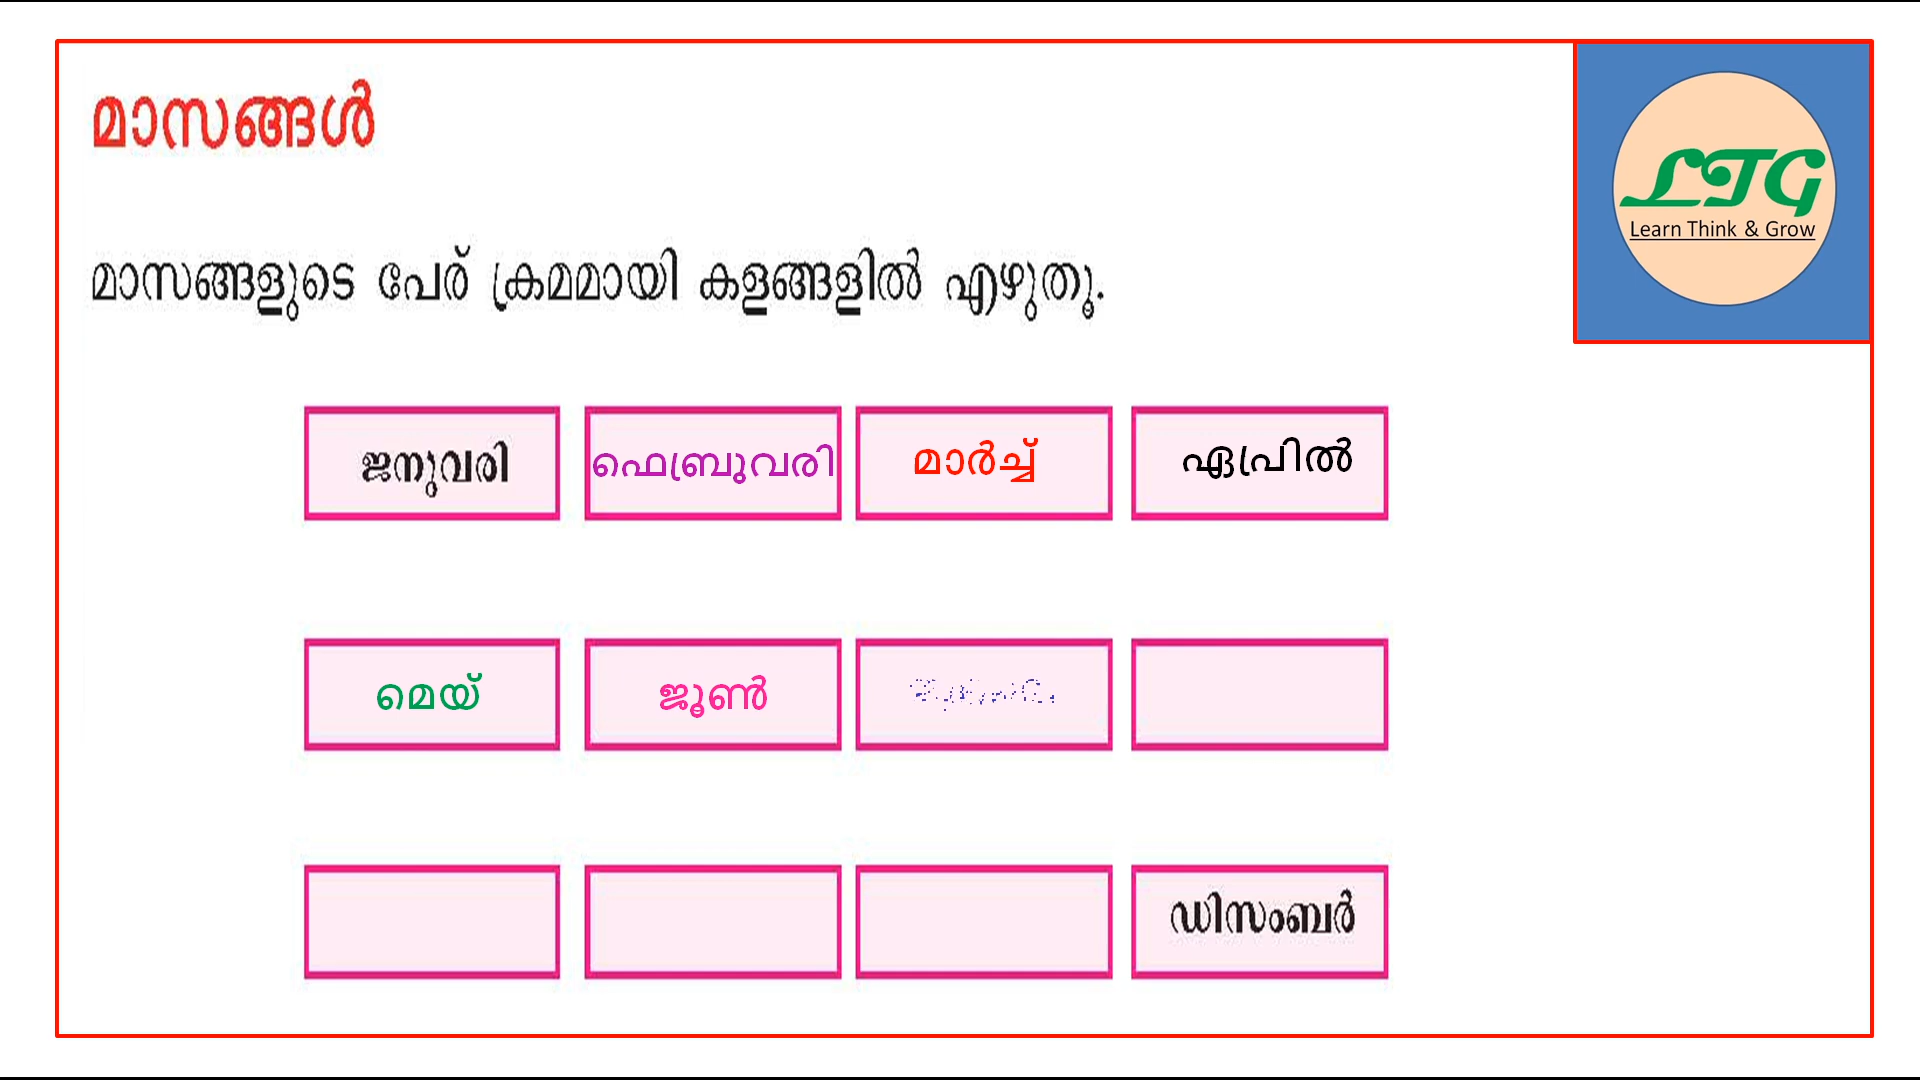 മാസങ്ങൾ
LTG
Learn Think & Grow
മാസങ്ങളുടെ പേര് ക്രമമായി കളങ്ങളിൽ എഴുതൂ.
ജനുവരി ഫെബ്രുവരി മാർച്ച് ഏപ്രിൽ
മെയ് ജൂൺ
ഡിസംബർ